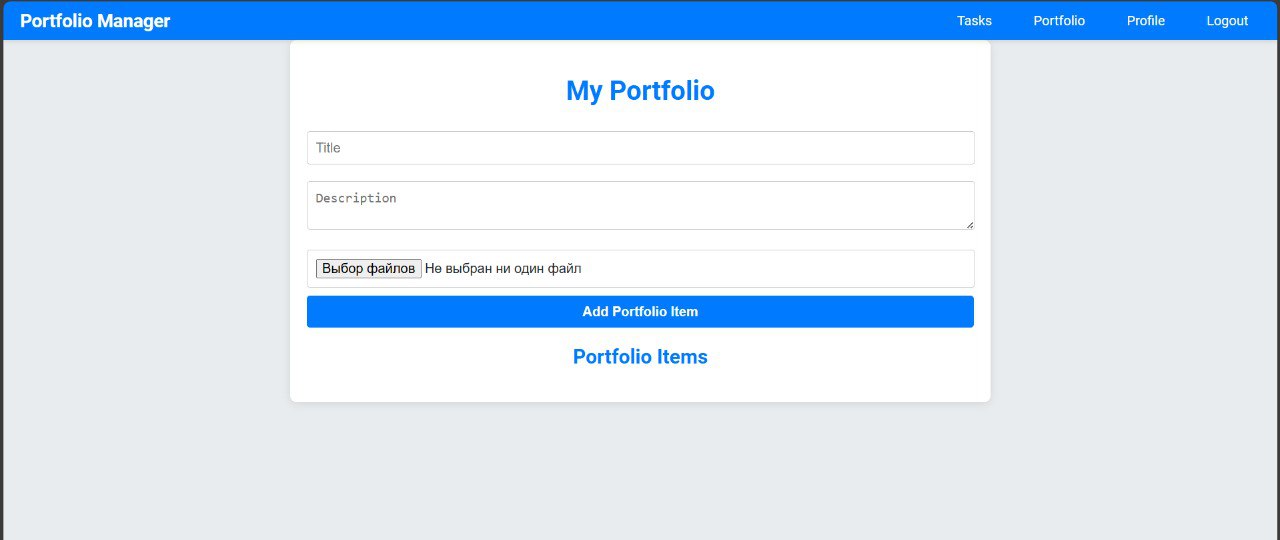 Portfolio Manager Tasks Portfolio Profile Logout
My Portfolio
Title
Description
Выбор файлов Не выбран ни один файл
Add Portfolio Item
Portfolio Items